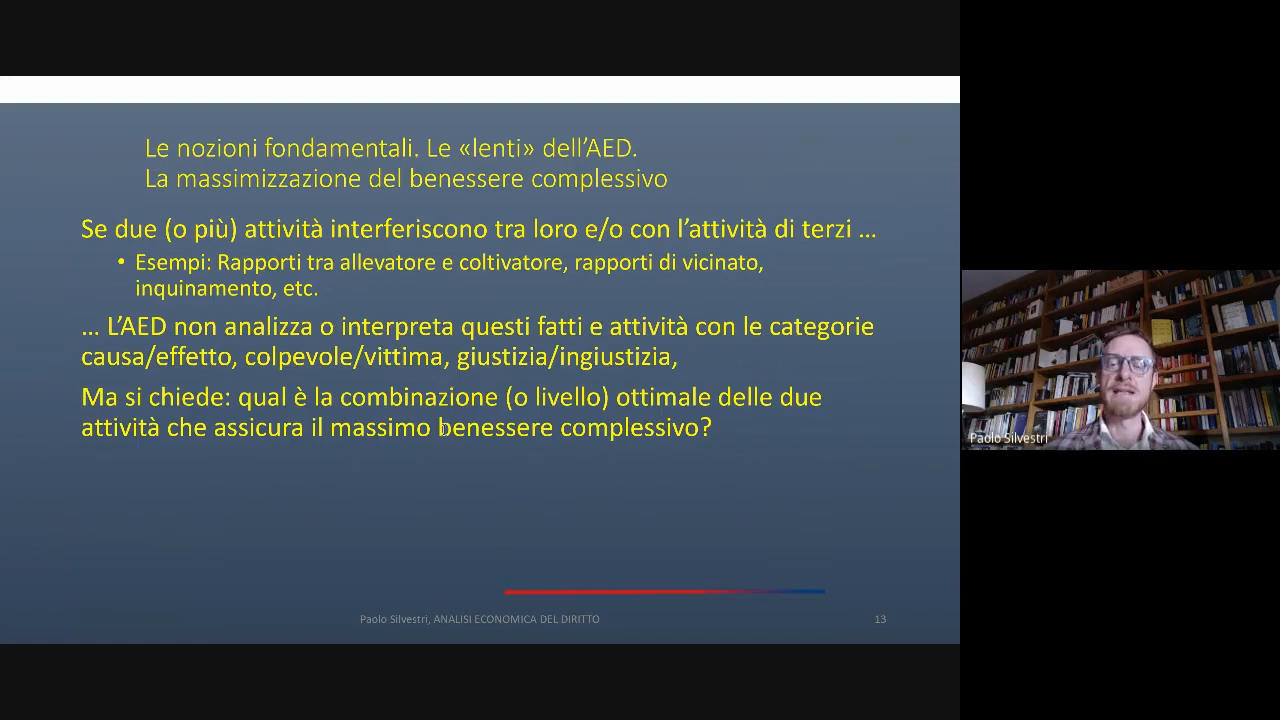 Le nozioni fondamentali. Le «lenti» dell’AED.
La massimizzazione del benessere complessivo
Se due (o più) attività interferiscono tra loro e/o con l’attività di terzi …
• Esempi: Rapporti tra allevatore e coltivatore, rapporti di vicinato,
inquinamento, etc.
… L’AED non analizza o interpreta questi fatti e attività con le categorie
causa/effetto, colpevole/vittima, giustizia/ingiustizia,
Ma si chiede: qual è la combinazione (o livello) ottimale delle due
attività che assicura il massimo benessere complessivo?
Paolo Silvestri, ANALISI ECONOMICA DEL DIRITTO
13
Paolo Silvestri